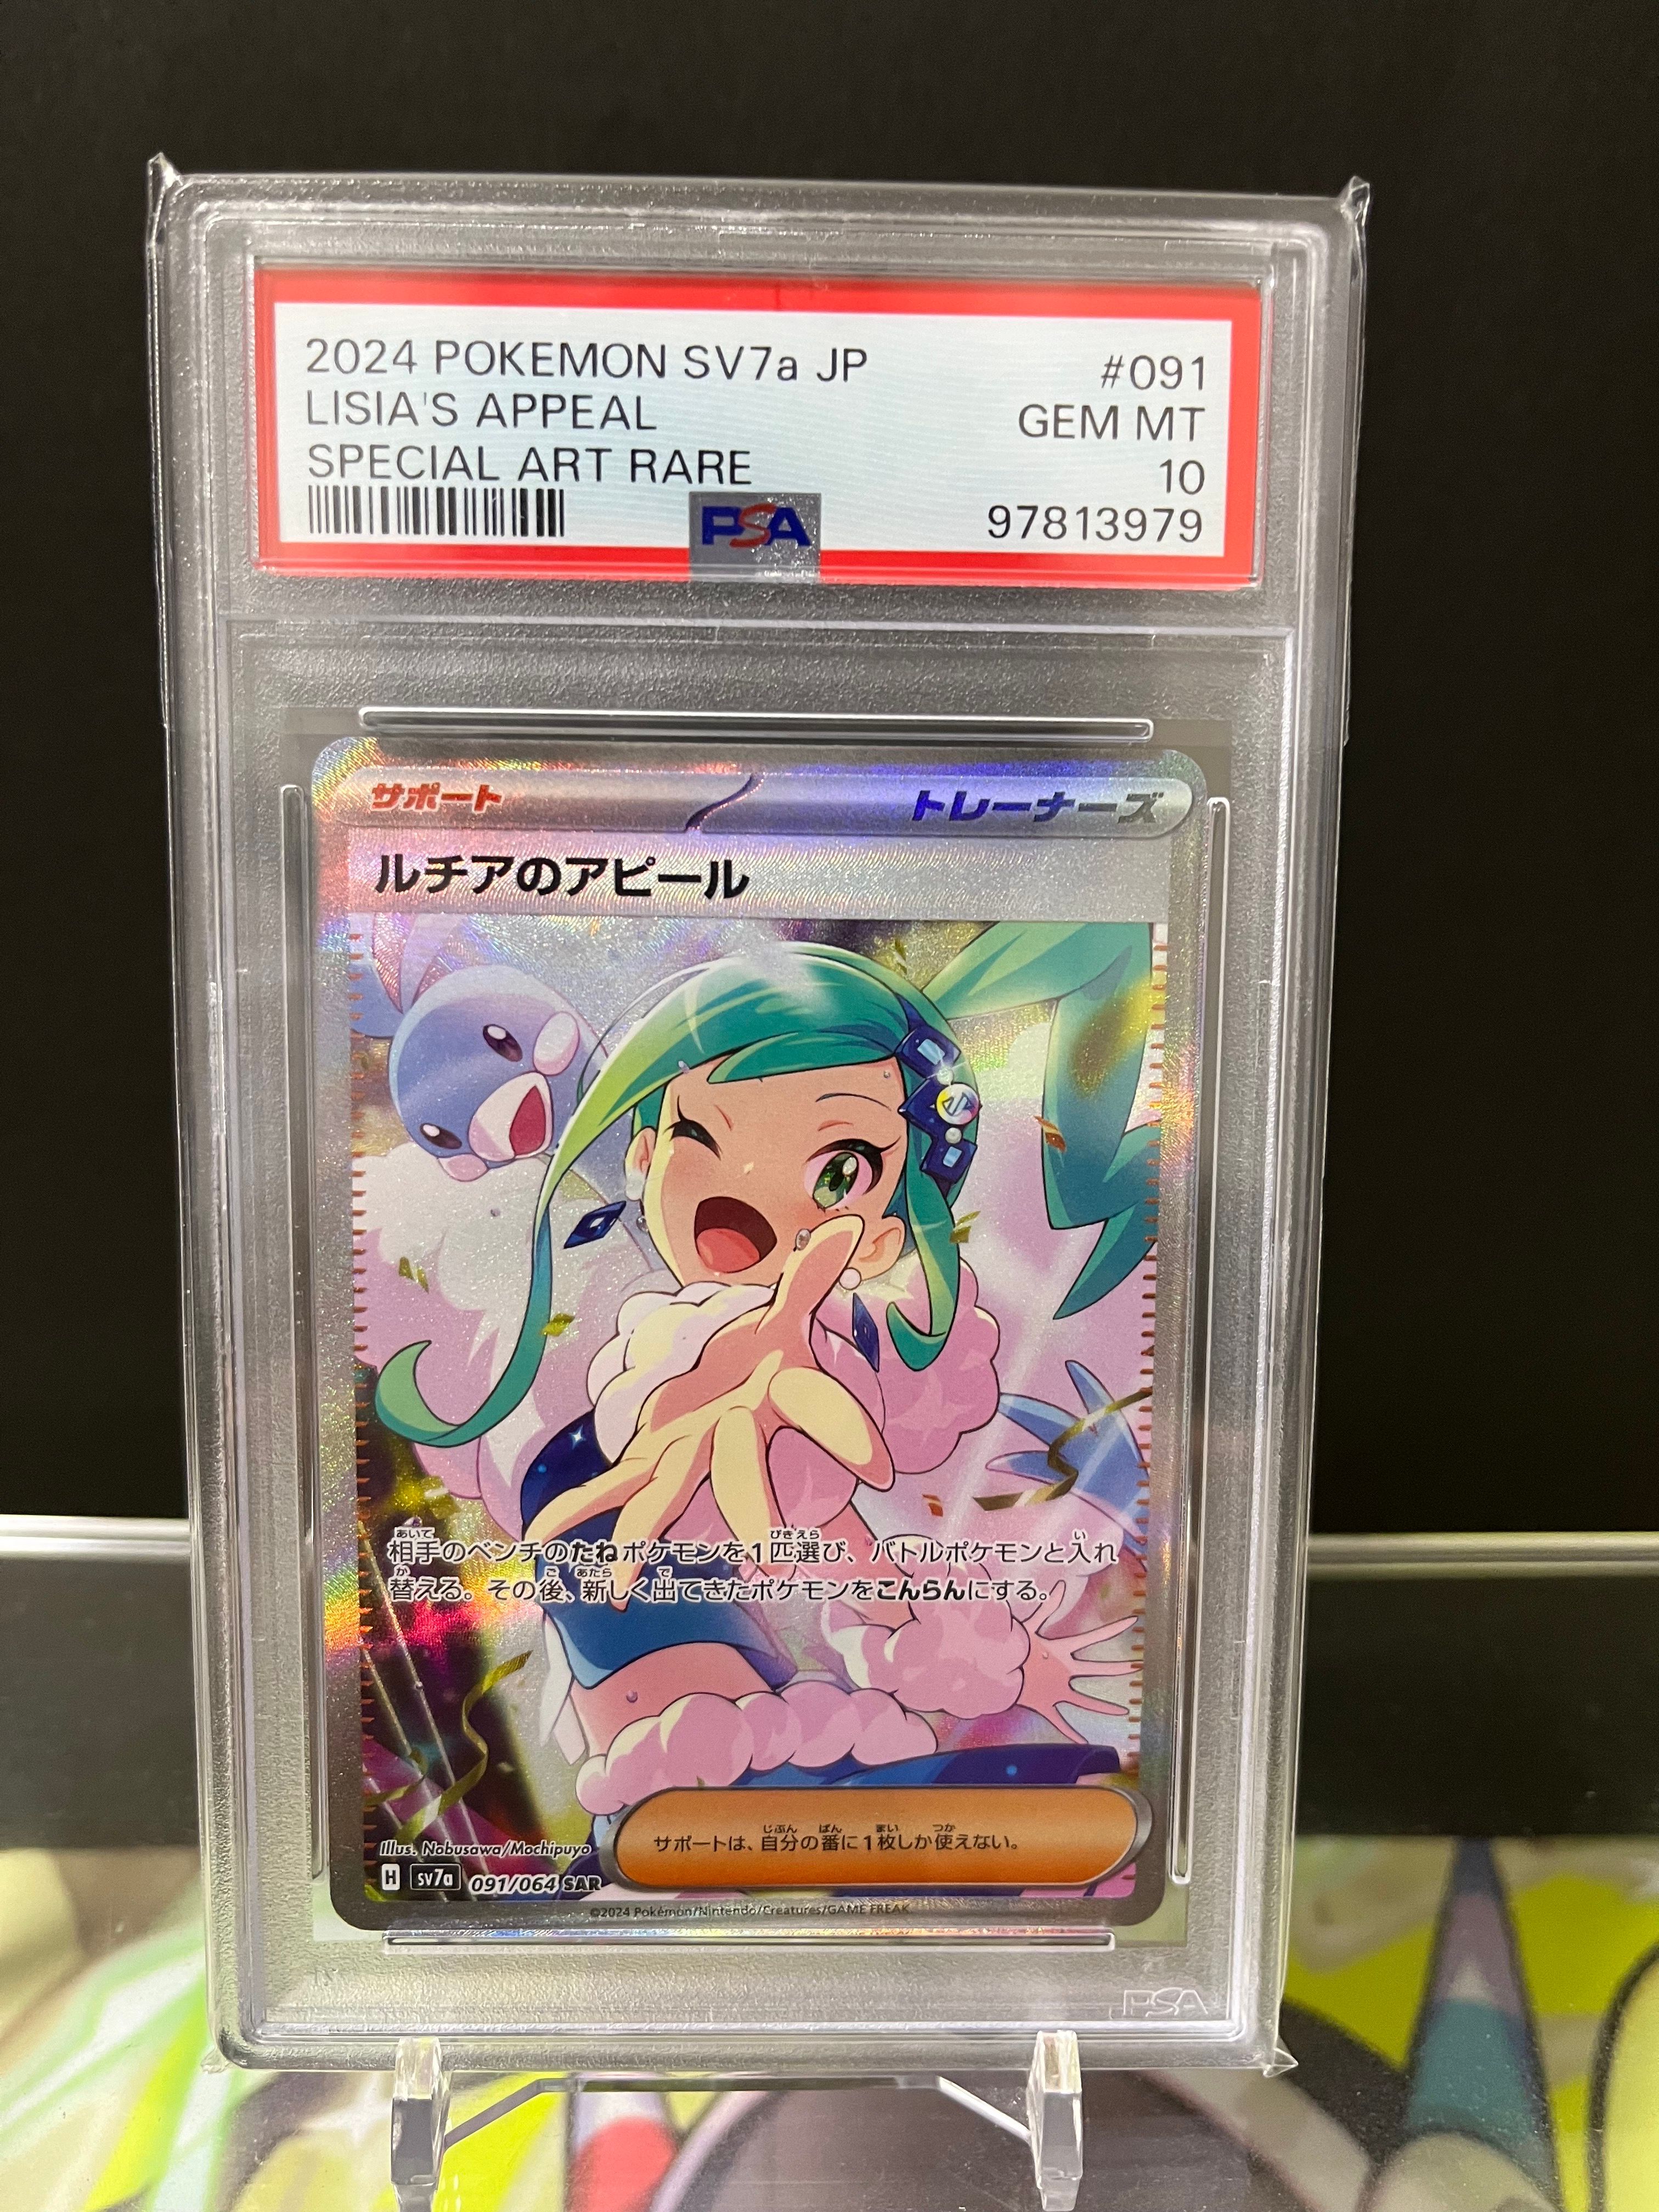 2024 POKEMON SV7a JP #091
LISIA'S APPEAL GEM MT
SPECIAL ART RARE 10
PSA 97813979
サポート トレーナーズ
ルチアのアピール
相手のベンチのたねポケモンを1匹選び、バトルポケモンと入れ
替える。その後、新しく出てきたポケモンをこんらんにする。
サポートは、自分の番に1枚しか使えない。
Illus. Nobusawa/Mochipuyo
H sv7a 091/064 SAR
©2024 Pokémon/Nintendo/Creatures/GAME FREAK
PSA